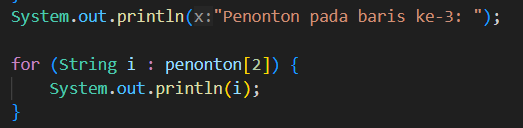 System.out.println(x:"Penonton pada baris ke-3: ");
for (String i : penonton[2]) {
System.out.println(i);
}